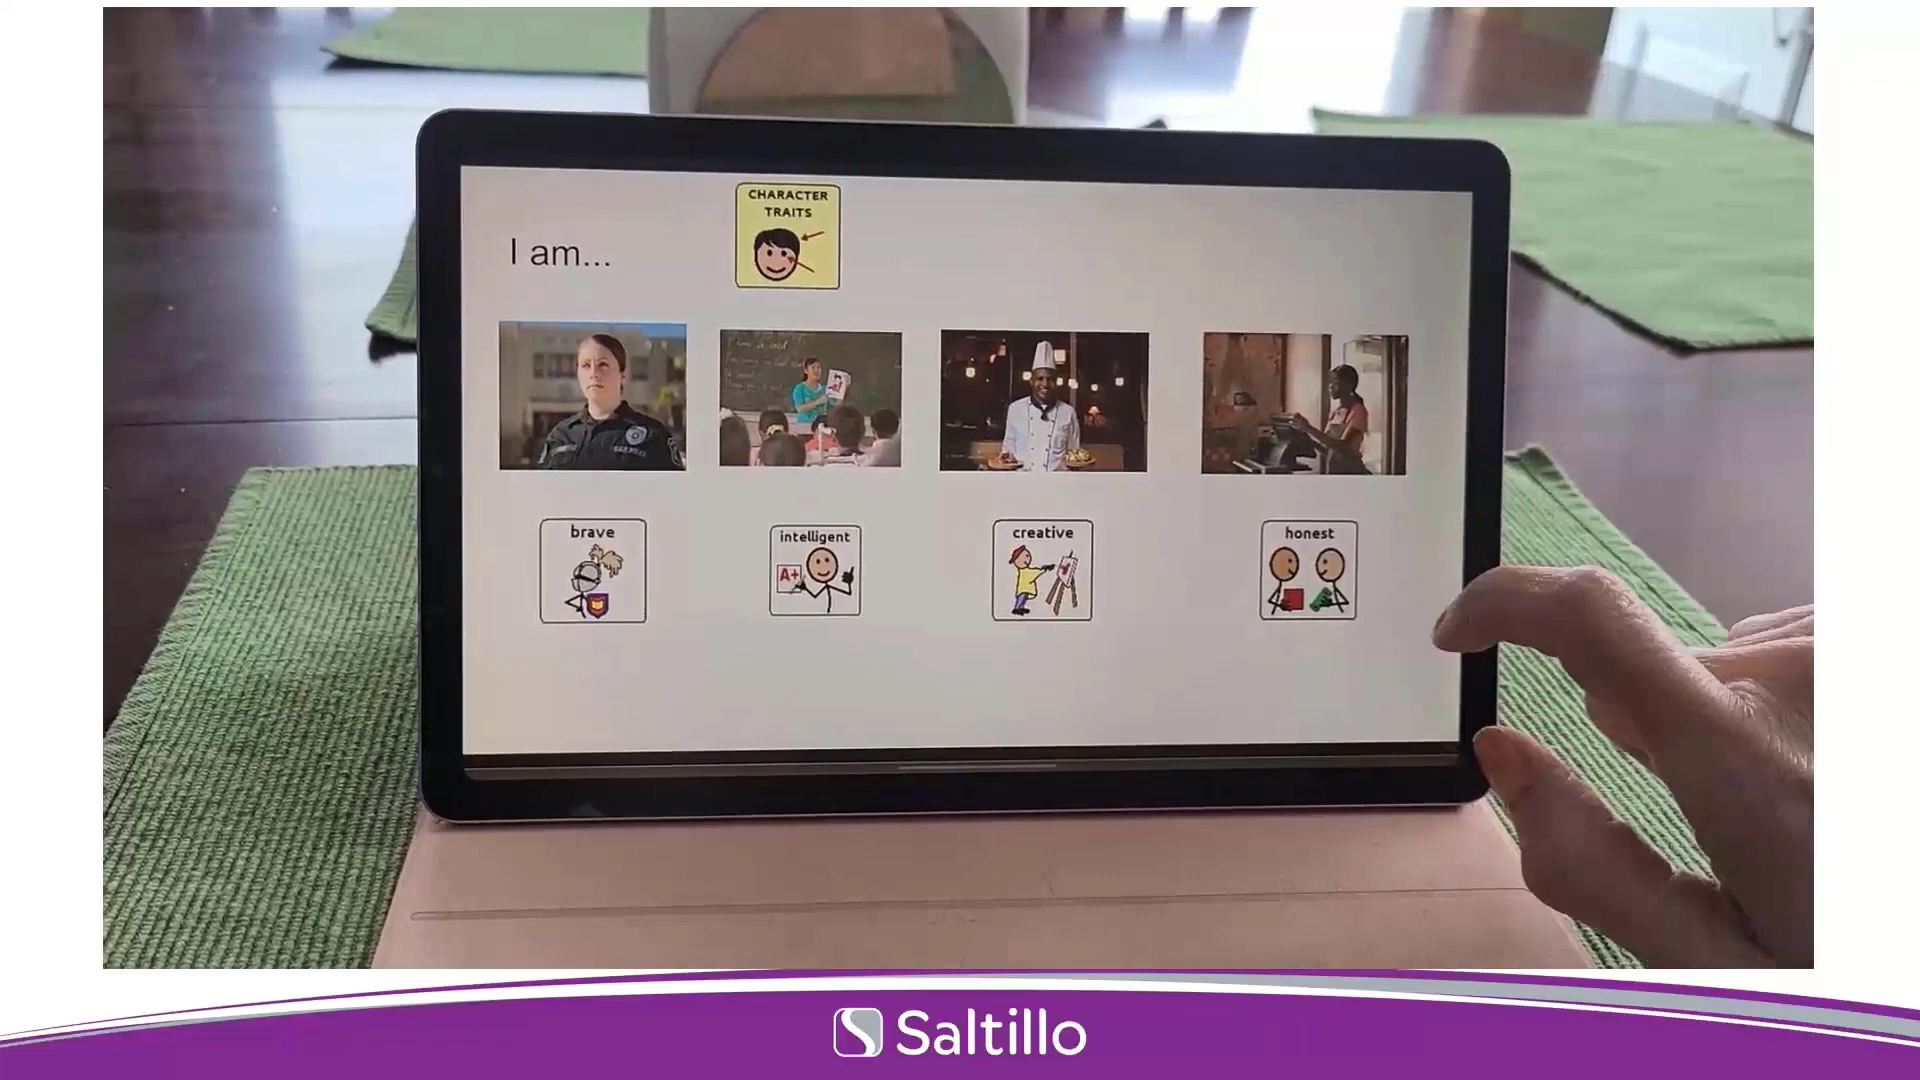 CHARACTER
TRAITS
I am...
brave
intelligent
A+
creative
honest
Saltillo